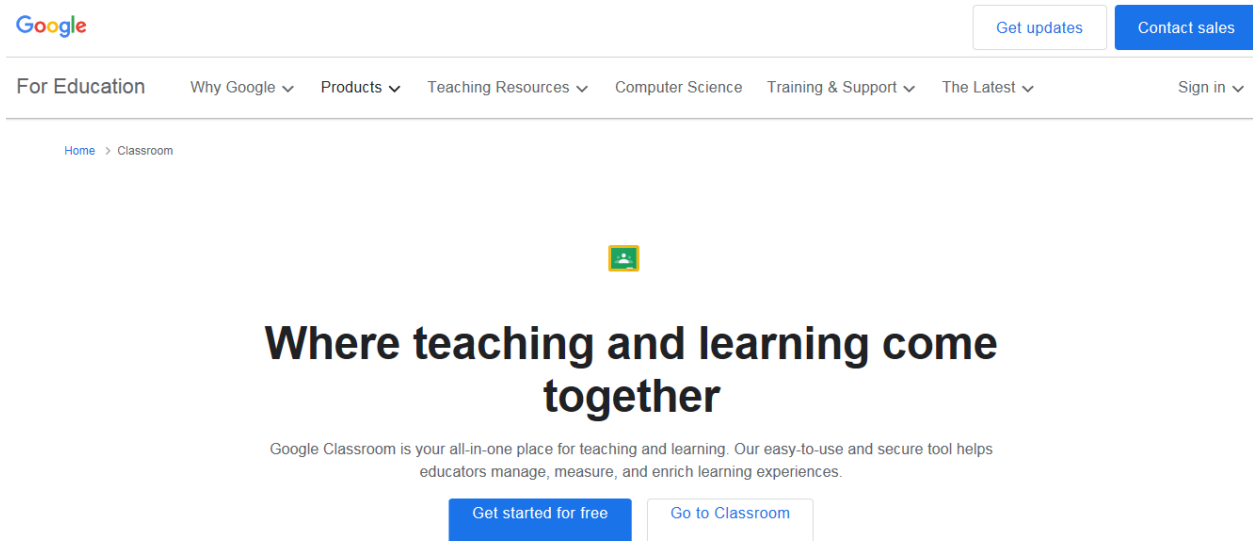 Google
Get updates
Contact sales
For Education
Why Google
Products
Teaching Resources
Computer Science
Training & Support
The Latest
Sign in
Home > Classroom
Where teaching and learning come
together
Google Classroom is your all-in-one place for teaching and learning. Our easy-to-use and secure tool helps
educators manage, measure, and enrich learning experiences.
Get started for free
Go to Classroom